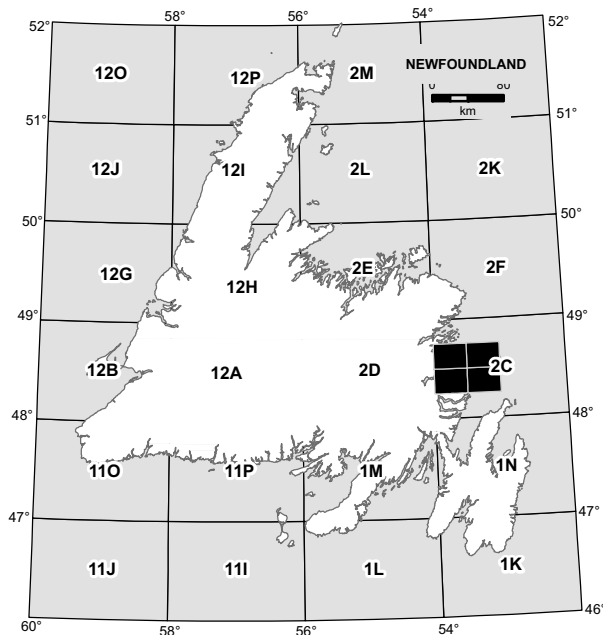 58° 56° 54° 52°
52°
12O 12P 2M NEWFOUNDLAND
0 80
km
51° 51°
12J 12I 2L 2K
50° 50°
12G 12H 2E 2F
49° 49°
12B 12A 2D 2C
48° 48°
11O 11P 1M 1N
47° 47°
11J 11I 1L 1K
46°
60° 58° 56° 54°